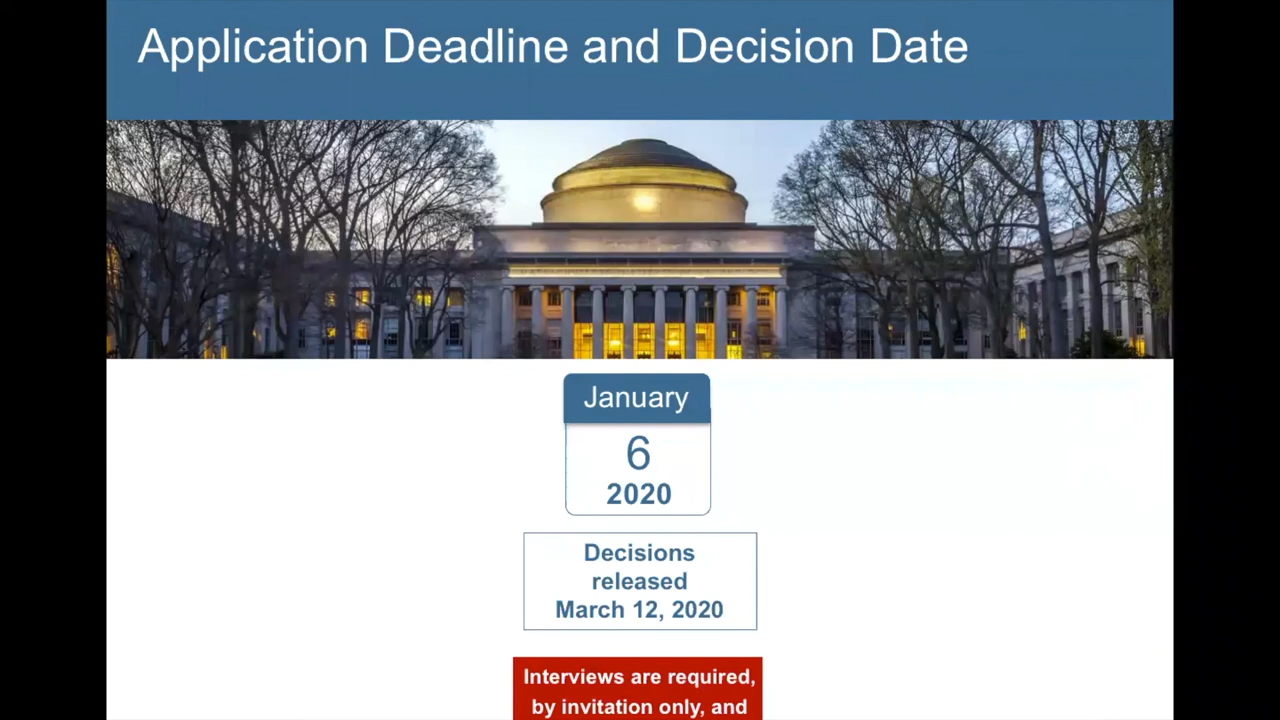 Application Deadline and Decision Date
January
6
2020
Decisions
released
March 12, 2020
Interviews are required,
by invitation only, and